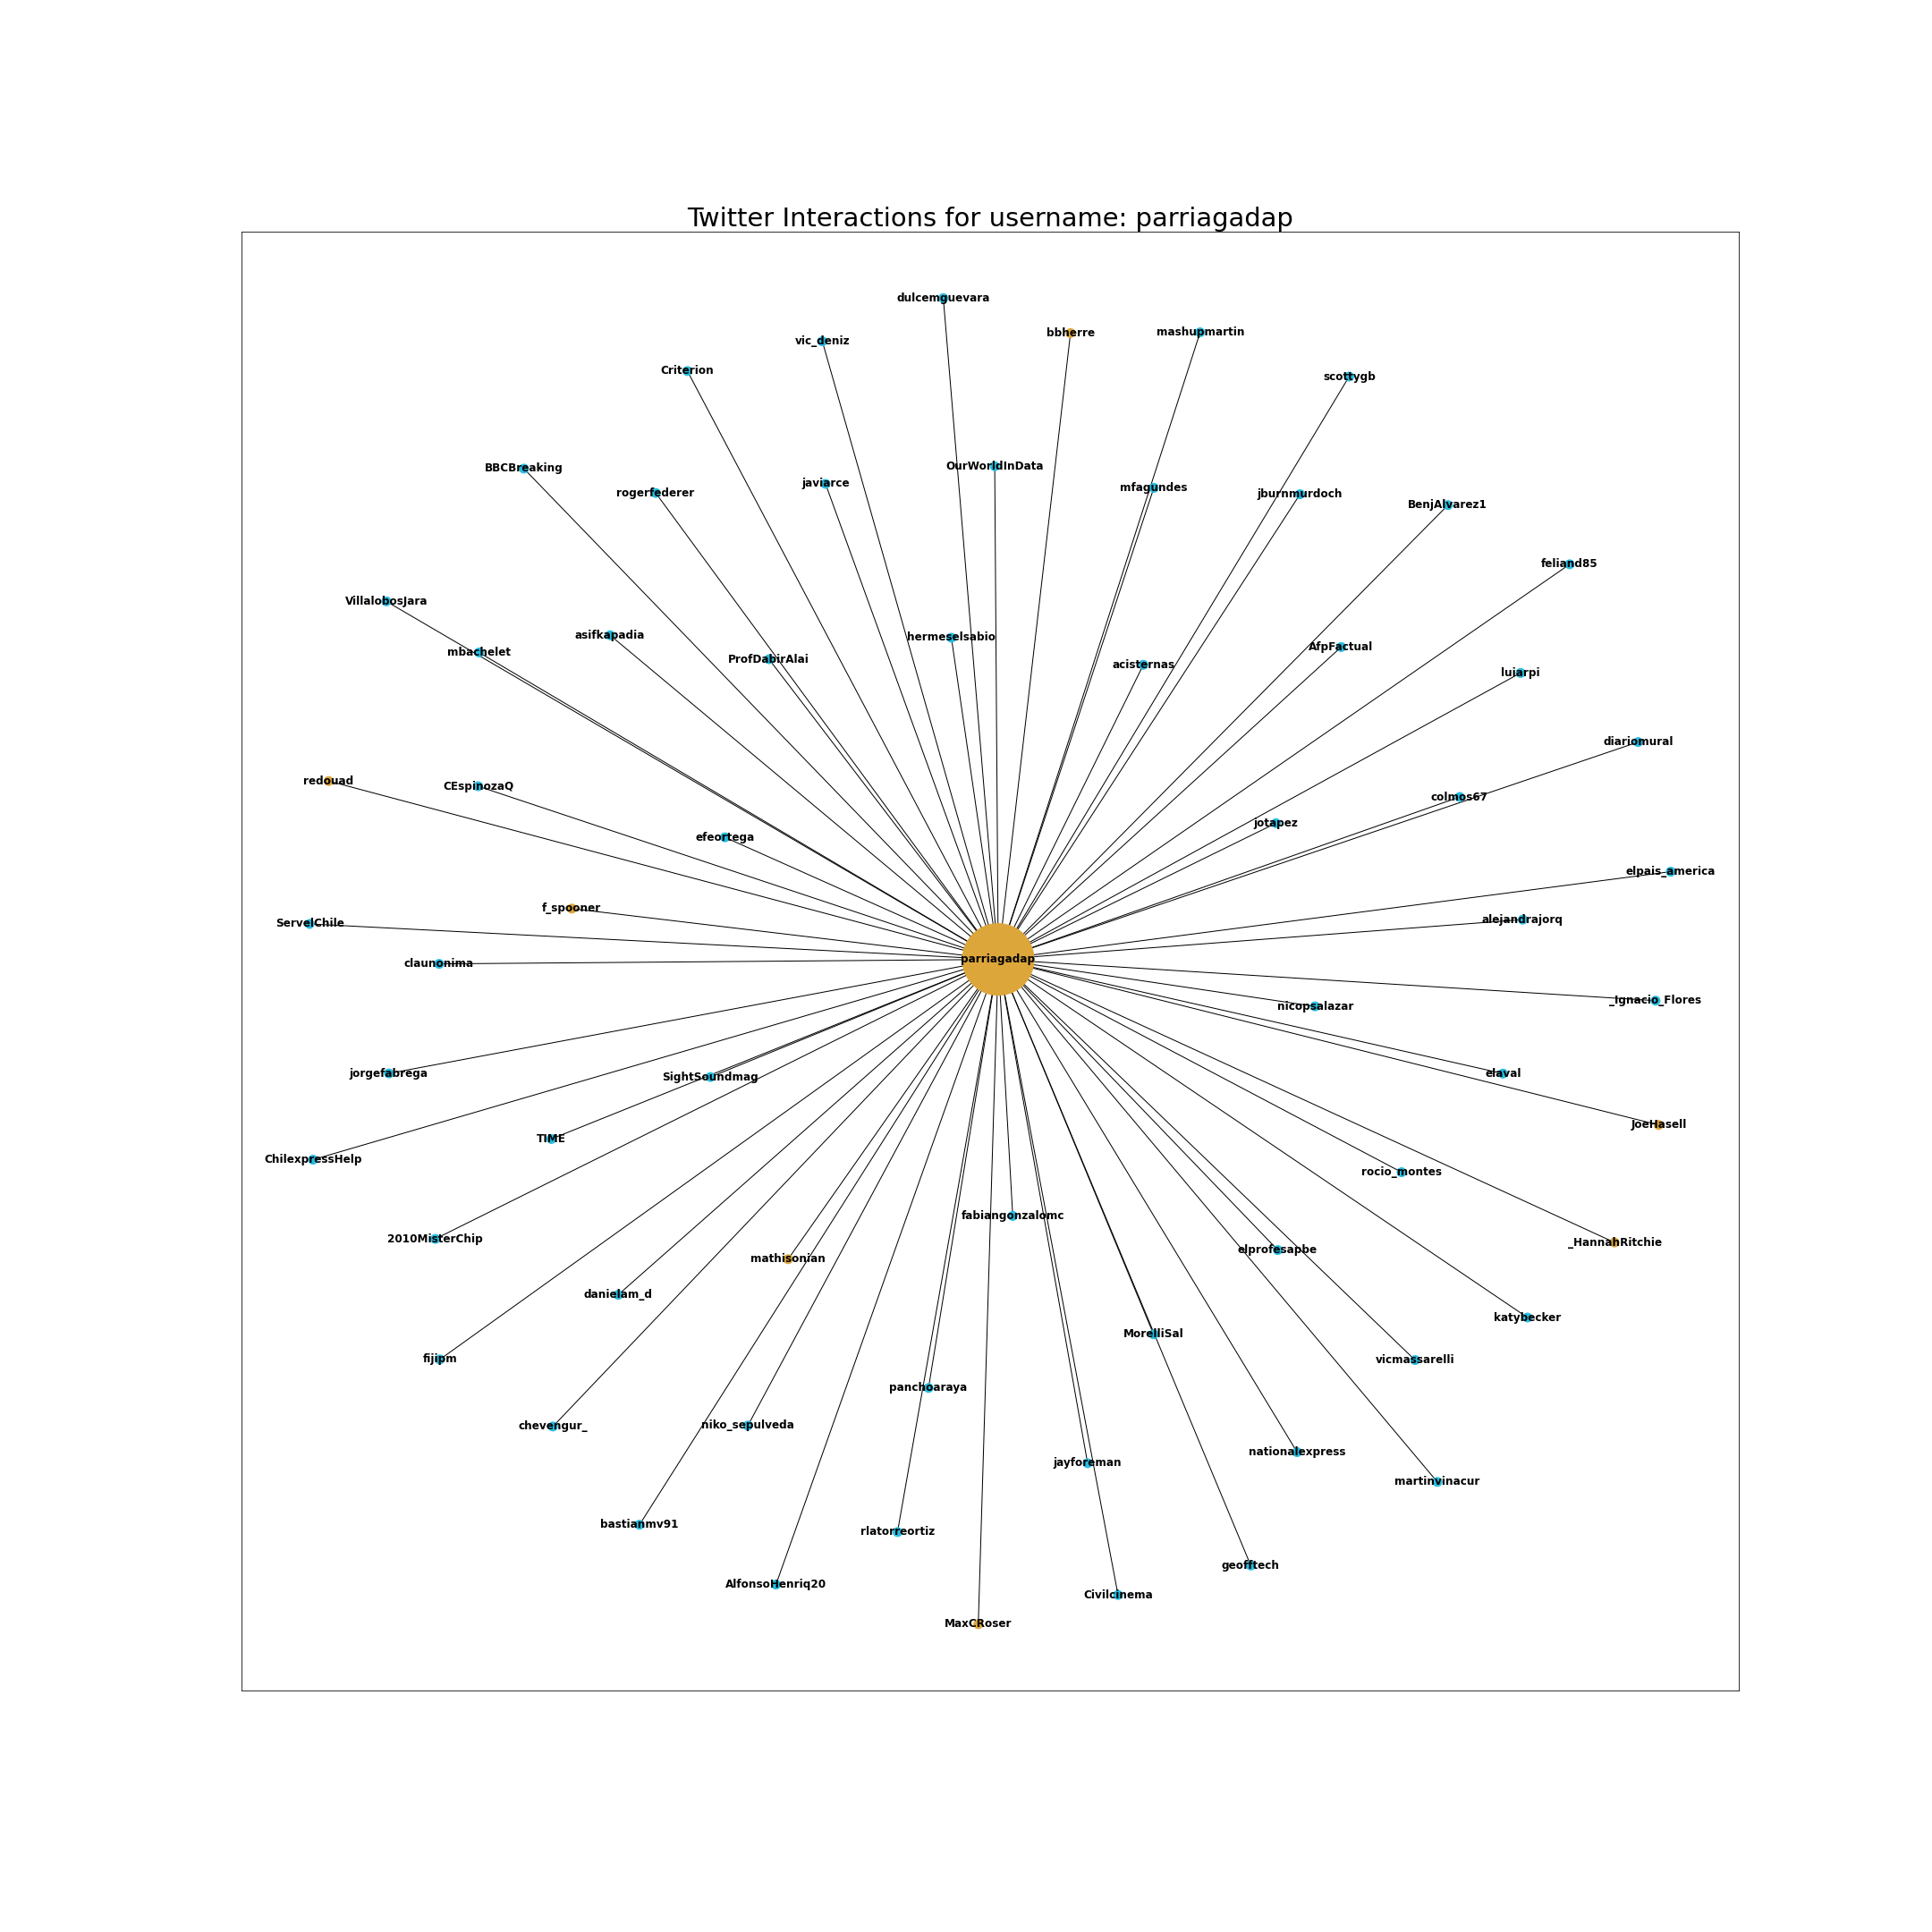 Twitter Interactions for username: parriagadap
dulcemguevara
bbherre
mashupmartin
vic_deniz
Criterion
scottygb
BBCBreaking
OurWorldInData
javiarce
mfagundes
rogerfederer
jburnmurdoch
BenjAlvarez1
feliand85
VillalobosJara
asifkapadia
hermeselsabio
AfpFactual
mbachelet
ProfDabirAlai
acisternas
luiarpi
diariomural
redouad
CEspinozaQ
colmos67
jotapez
efeortega
elpais_america
f_spooner
alejandrajorq
ServelChile
parriagadap
claunonima
_Ignacio_Flores
nicopsalazar
jorgefabrega
SightSoundmag
elaval
JoeHasell
TIME
ChilexpressHelp
rocio_montes
fabiangonzalomc
2010MisterChip
_HannahRitchie
elprofesapbe
mathisonian
danielam_d
katybecker
MorelliSal
fijipm
vicmassarelli
panchoaraya
chevengur_
niko_sepulveda
nationalexpress
jayforeman
martinvinacur
bastianmv91
rlatorreortiz
geofftech
AlfonsoHenriq20
Civilcinema
MaxCRoser